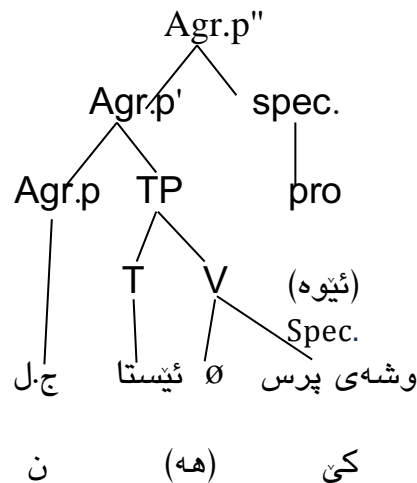 Agr.p''
Agr.p' spec.
Agr.p TP pro
T V (ئێوە)
Spec.
وشەی پرس ø ئێستا ج.ل
کێ (هە) ن